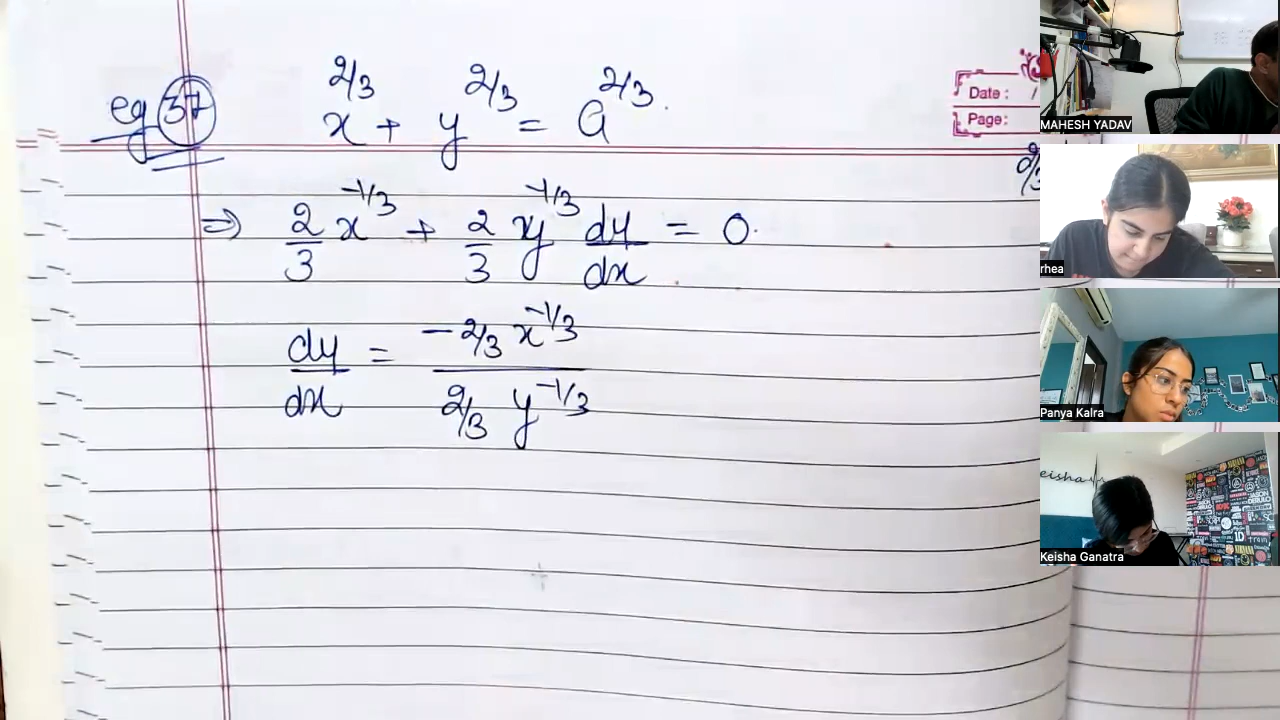 eg 37 x^2/3 + y^2/3 = a^2/3.
Date: /
Page:
⇒ 2/3 x^-1/3 + 2/3 xy^-1/3 dy/dx = 0.
dy/dx = -2/3 x^-1/3 / 2/3 y^-1/3
MAHESH YADAV
rhea
Panya Kalra
eisha
Keisha Ganatra